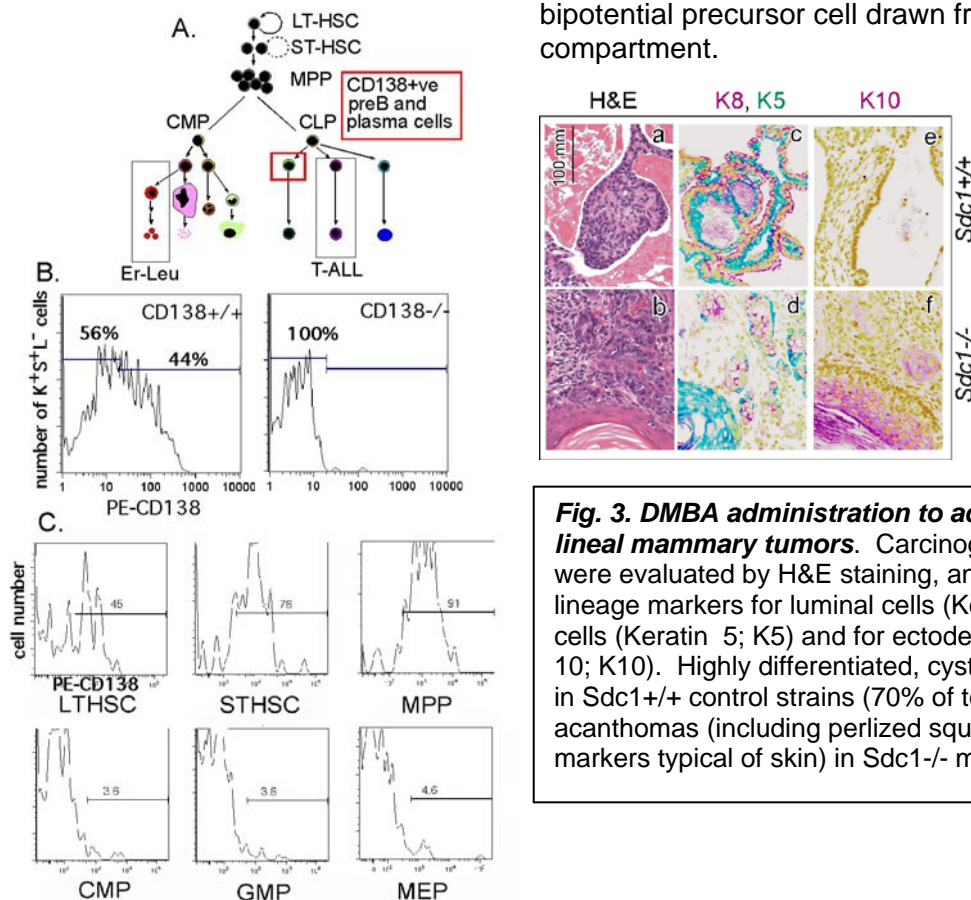 A.
LT-HSC
ST-HSC
MPP
CD138+ve
preB and
plasma cells
CMP
CLP
Er-Leu
T-ALL
B.
number of K+S+L- cells
56%
44%
CD138+/+
1 10 100 1000 10000
PE-CD138
100%
CD138-/-
1 10 100 1000 10000
C.
cell number
45
PE-CD138
LTHSC
76
STHSC
91
MPP
3.6
CMP
3.6
GMP
4.6
MEP
bipotential precursor cell drawn
compartment.
H&E K8, K5 K10
100 mm
a
c
e
Sdc1+/+
b
d
f
Sdc1-/-
Fig. 3. DMBA administration to
lineal mammary tumors. Carcinog
were evaluated by H&E staining, an
lineage markers for luminal cells (K
cells (Keratin 5; K5) and for ectode
10; K10). Highly differentiated, cyst
in Sdc1+/+ control strains (70% of t
acanthomas (including perlized squ
markers typical of skin) in Sdc1-/- m